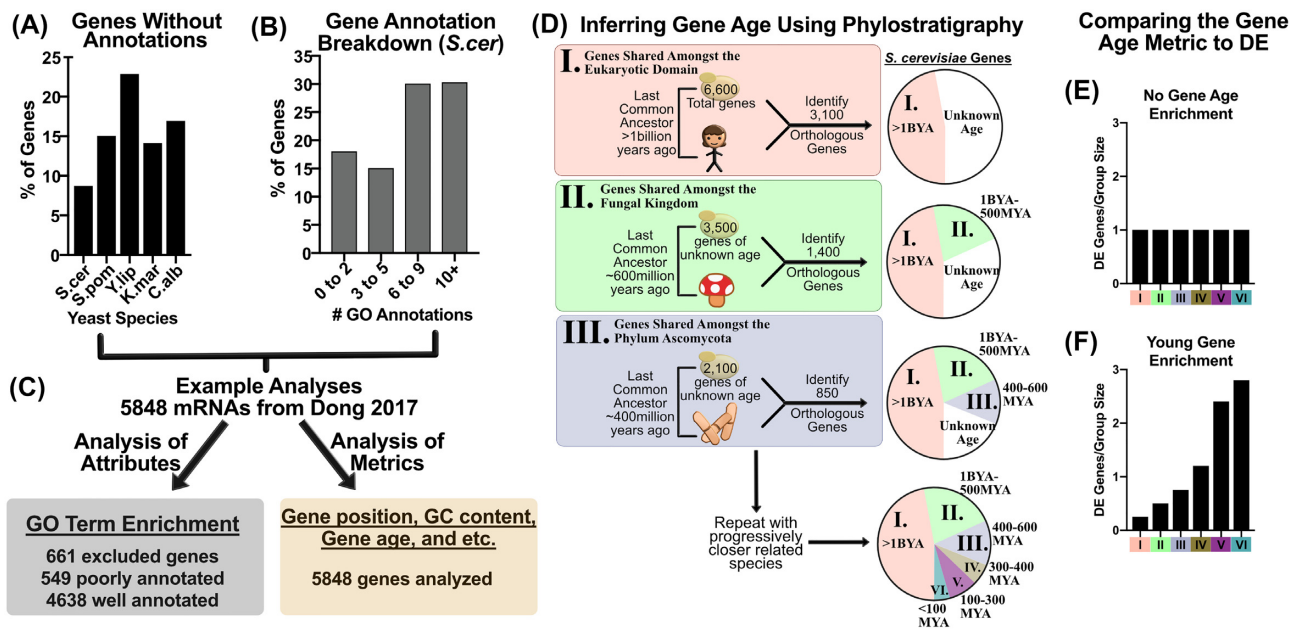 (A) Genes Without
Annotations
25
20
15
10
5
0
% of Genes
S.cer
S.pom
Y.lip
K.mar
C.alb
Yeast Species
(B) Gene Annotation
Breakdown (S.cer)
35
30
25
20
15
10
5
0
% of Genes
0 to 2
3 to 5
6 to 9
10+
# GO Annotations
(C)
Example Analyses
5848 mRNAs from Dong 2017
Analysis of
Attributes
Analysis of
Metrics
GO Term Enrichment
661 excluded genes
549 poorly annotated
4638 well annotated
Gene position, GC content,
Gene age, and etc.
5848 genes analyzed
(D) Inferring Gene Age Using Phylostratigraphy
I. Genes Shared Amongst the
Eukaryotic Domain
Last
Common
Ancestor
>1billion
years ago
6,600
Total genes
Identify
3,100
Orthologous
Genes
S. cerevisiae Genes
I.
>1BYA
Unknown
Age
II. Genes Shared Amongst the
Fungal Kingdom
Last
Common
Ancestor
~600million
years ago
3,500
genes of
unknown age
Identify
1,400
Orthologous
Genes
1BYA-
500MYA
I.
>1BYA
II.
Unknown
Age
III. Genes Shared Amongst the
Phylum Ascomycota
Last
Common
Ancestor
~400million
years ago
2,100
genes of
unknown age
Identify
850
Orthologous
Genes
1BYA-
500MYA
I.
>1BYA
II.
III.
400-600
MYA
Unknown
Age
Repeat with
progressively
closer related
species
1BYA-
500MYA
I.
>1BYA
II.
III.
400-600
MYA
IV.
300-400
MYA
V.
100-300
MYA
VI.
<100
MYA
Comparing the Gene
Age Metric to DE
(E)
No Gene Age
Enrichment
3
2
1
0
DE Genes/Group Size
I II III IV V VI
(F)
Young Gene
Enrichment
3
2
1
0
DE Genes/Group Size
I II III IV V VI